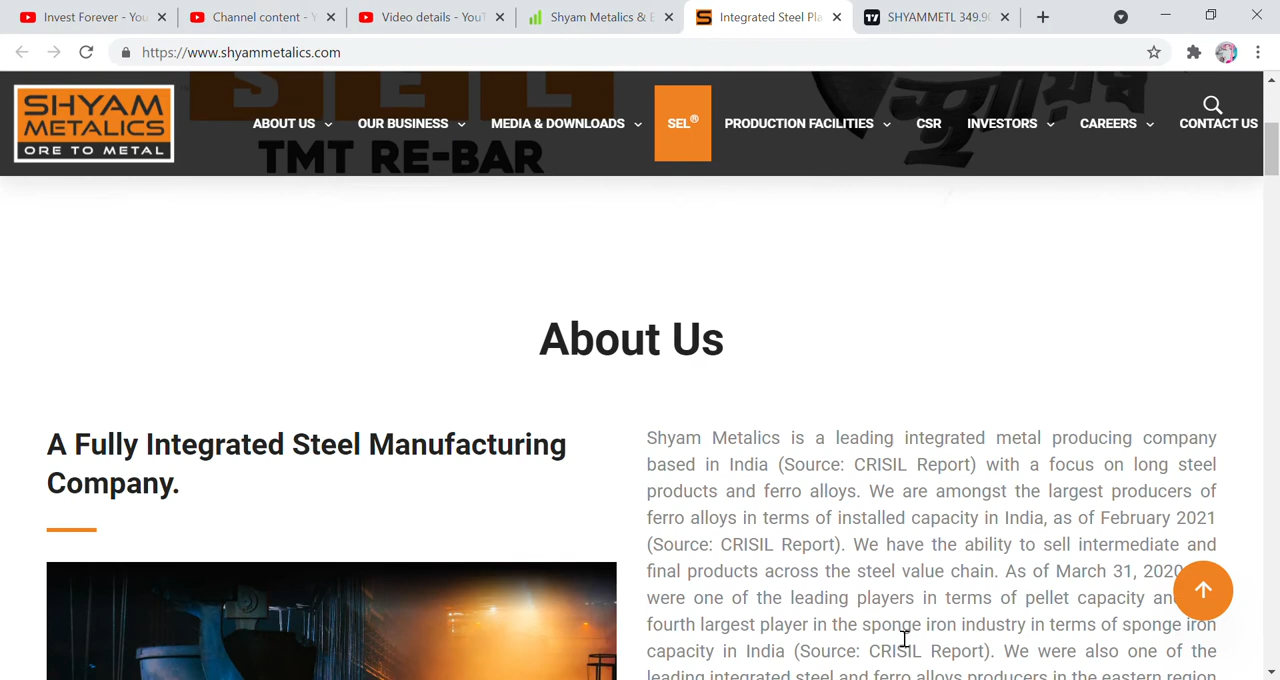 Invest Forever - You
Channel content - Y
Video details - YouT
Shyam Metalics & E
Integrated Steel Pla
SHYAMMETL 349.90
https://www.shyammetalics.com
SHYAM
METALICS
ORE TO METAL
ABOUT US
OUR BUSINESS
MEDIA & DOWNLOADS
SEL®
PRODUCTION FACILITIES
CSR
INVESTORS
CAREERS
CONTACT US
SEL
TMT RE-BAR
About Us
A Fully Integrated Steel Manufacturing
Company.
Shyam Metalics is a leading integrated metal producing company
based in India (Source: CRISIL Report) with a focus on long steel
products and ferro alloys. We are amongst the largest producers of
ferro alloys in terms of installed capacity in India, as of February 2021
(Source: CRISIL Report). We have the ability to sell intermediate and
final products across the steel value chain. As of March 31, 2020
were one of the leading players in terms of pellet capacity an
fourth largest player in the sponge iron industry in terms of sponge iron
capacity in India (Source: CRISIL Report). We were also one of the
leading integrated steel and ferro alloys producers in the eastern region